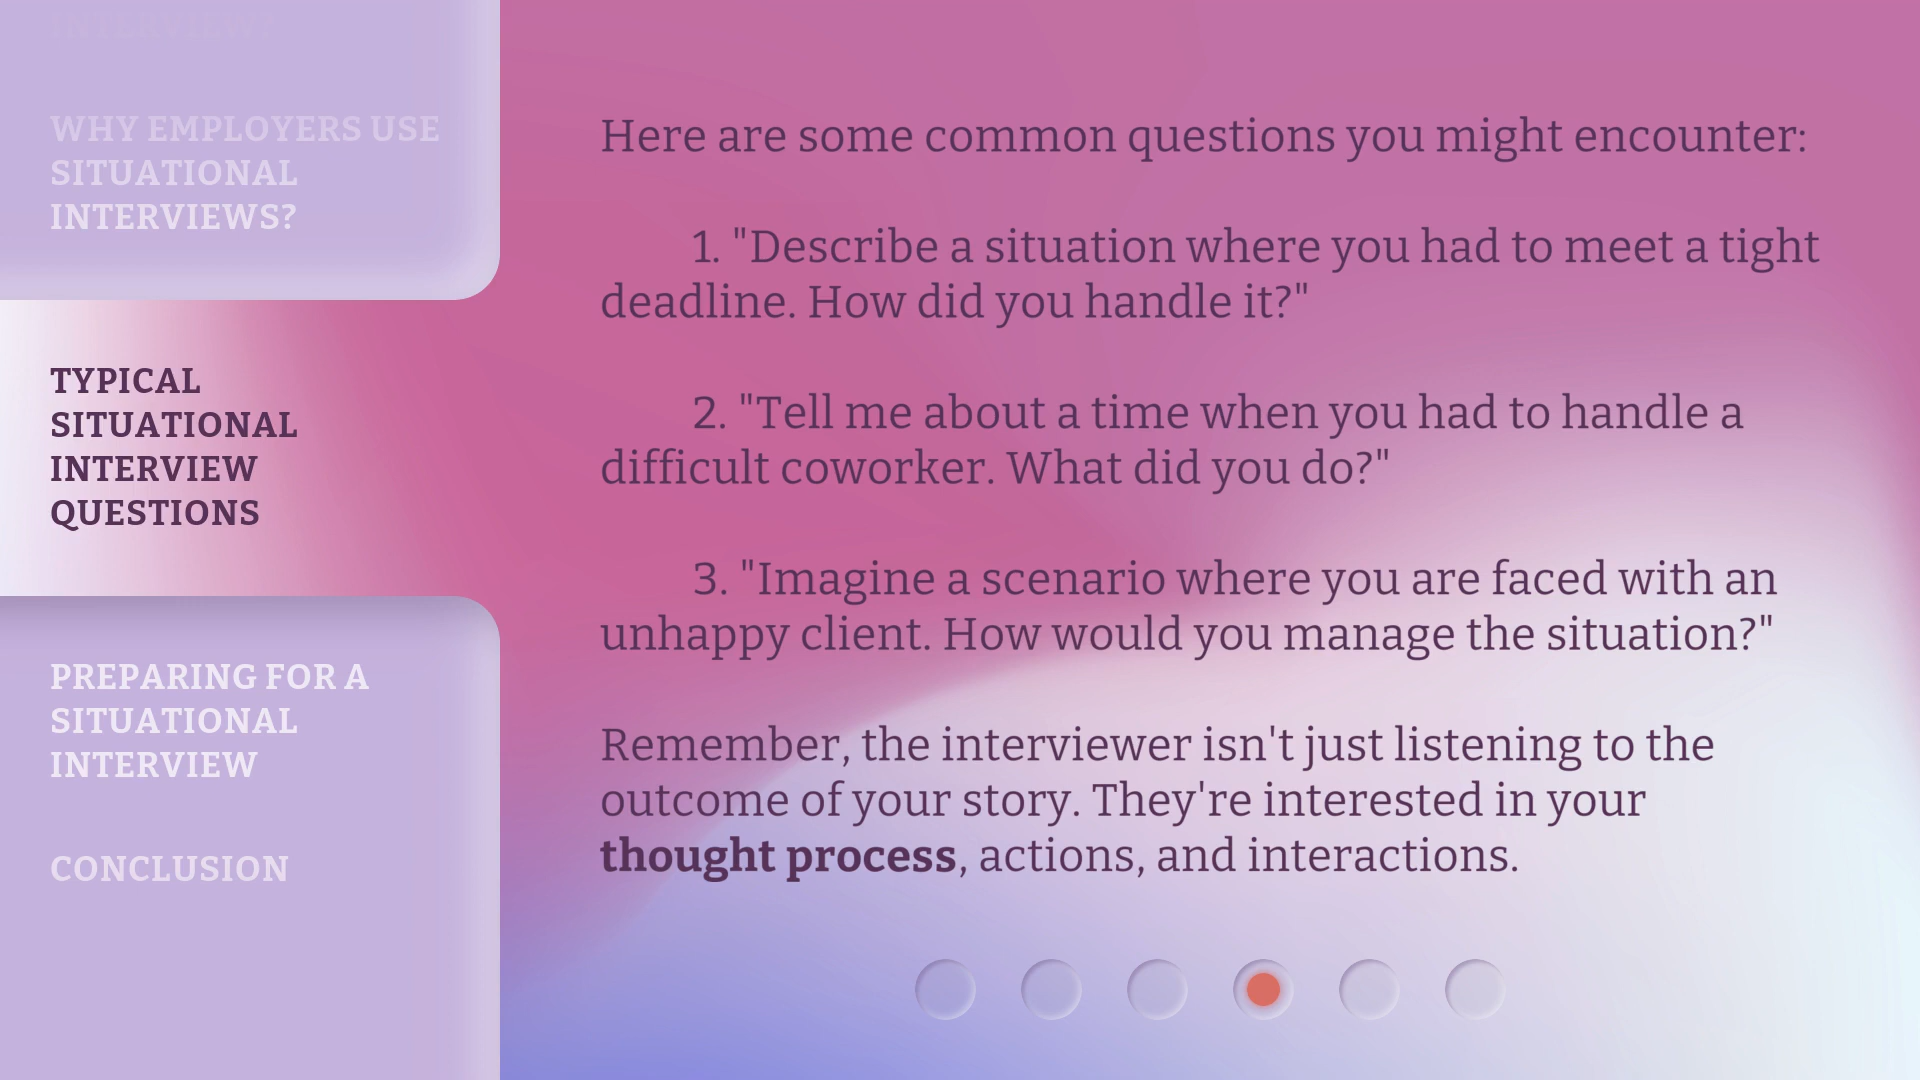 INTERVIEW?
WHY EMPLOYERS USE
SITUATIONAL
INTERVIEWS?
TYPICAL
SITUATIONAL
INTERVIEW
QUESTIONS
PREPARING FOR A
SITUATIONAL
INTERVIEW
CONCLUSION
Here are some common questions you might encounter:
1. "Describe a situation where you had to meet a tight
deadline. How did you handle it?"
2. "Tell me about a time when you had to handle a
difficult coworker. What did you do?"
3. "Imagine a scenario where you are faced with an
unhappy client. How would you manage the situation?"
Remember, the interviewer isn't just listening to the
outcome of your story. They're interested in your
thought process, actions, and interactions.